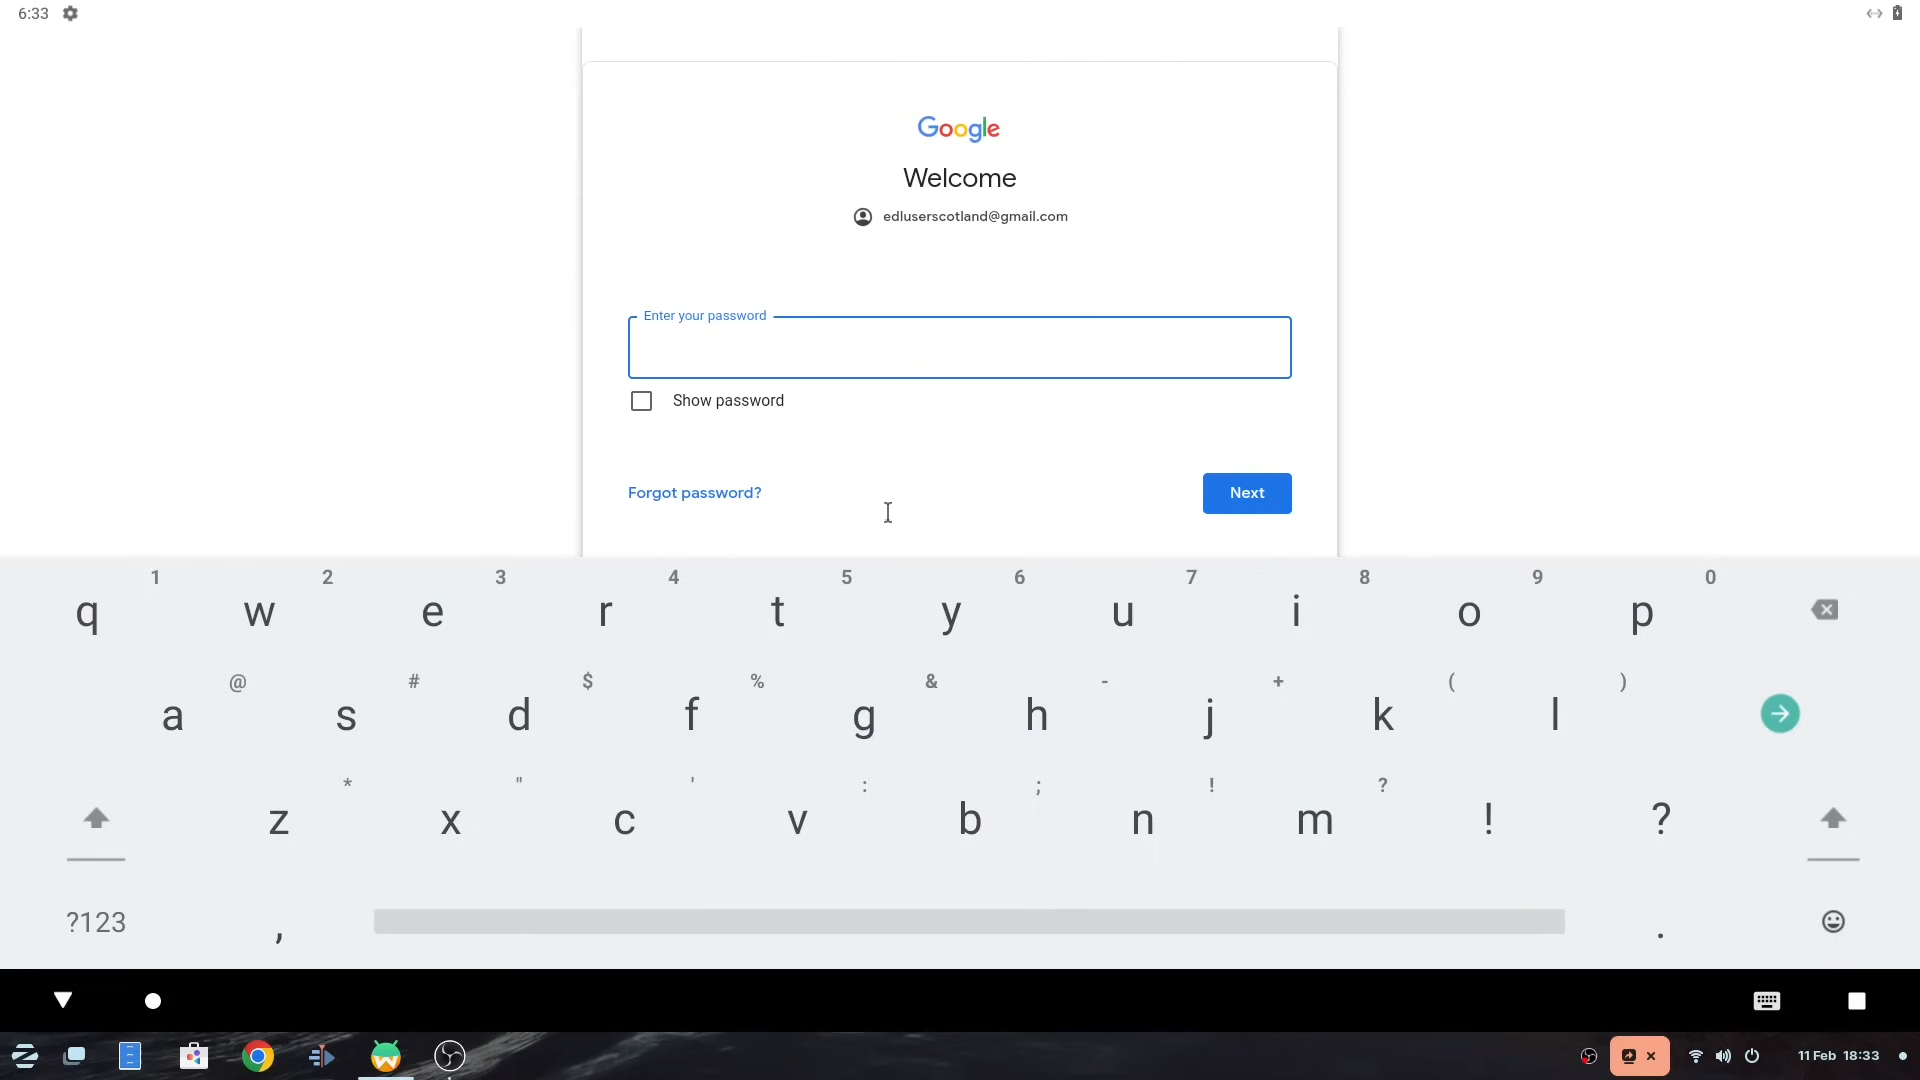 6:33
Google
Welcome
edluserscotland@gmail.com
Enter your password
Show password
Forgot password?
Next
1 2 3 4 5 6 7 8 9 0
q w e r t y u i o p
@ # $ % & - + ( )
a s d f g h j k l
* " ' : ; ! ?
z x c v b n m ! ?
?123 , .
11 Feb 18:33